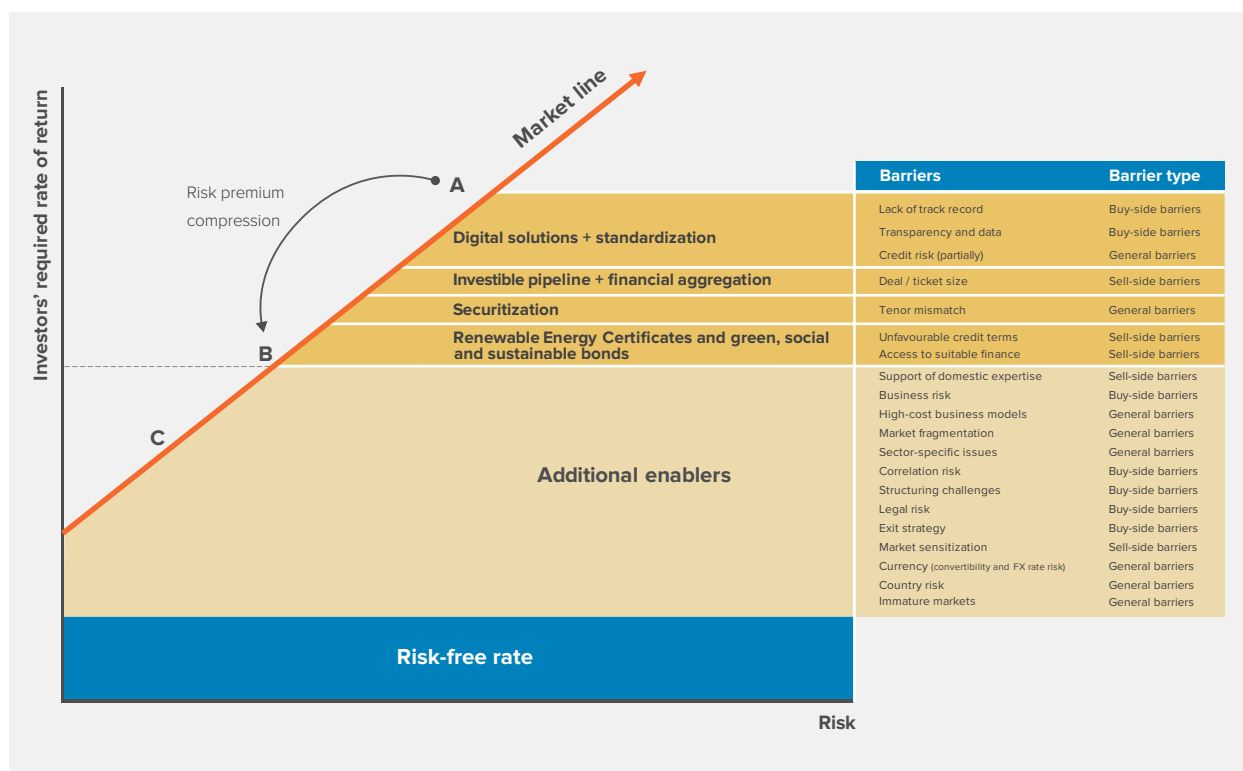 Investors' required rate of return
Market line
Risk premium
compression
A
B
C
Digital solutions + standardization
Investible pipeline + financial aggregation
Securitization
Renewable Energy Certificates and green, social
and sustainable bonds
Additional enablers
Risk-free rate
Risk
Barriers Barrier type
Lack of track record Buy-side barriers
Transparency and data Buy-side barriers
Credit risk (partially) General barriers
Deal / ticket size Sell-side barriers
Tenor mismatch General barriers
Unfavourable credit terms Sell-side barriers
Access to suitable finance Sell-side barriers
Support of domestic expertise Sell-side barriers
Business risk Buy-side barriers
High-cost business models General barriers
Market fragmentation General barriers
Sector-specific issues General barriers
Correlation risk Buy-side barriers
Structuring challenges Buy-side barriers
Legal risk Buy-side barriers
Exit strategy Buy-side barriers
Market sensitization Sell-side barriers
Currency (convertibility and FX rate risk) General barriers
Country risk General barriers
Immature markets General barriers